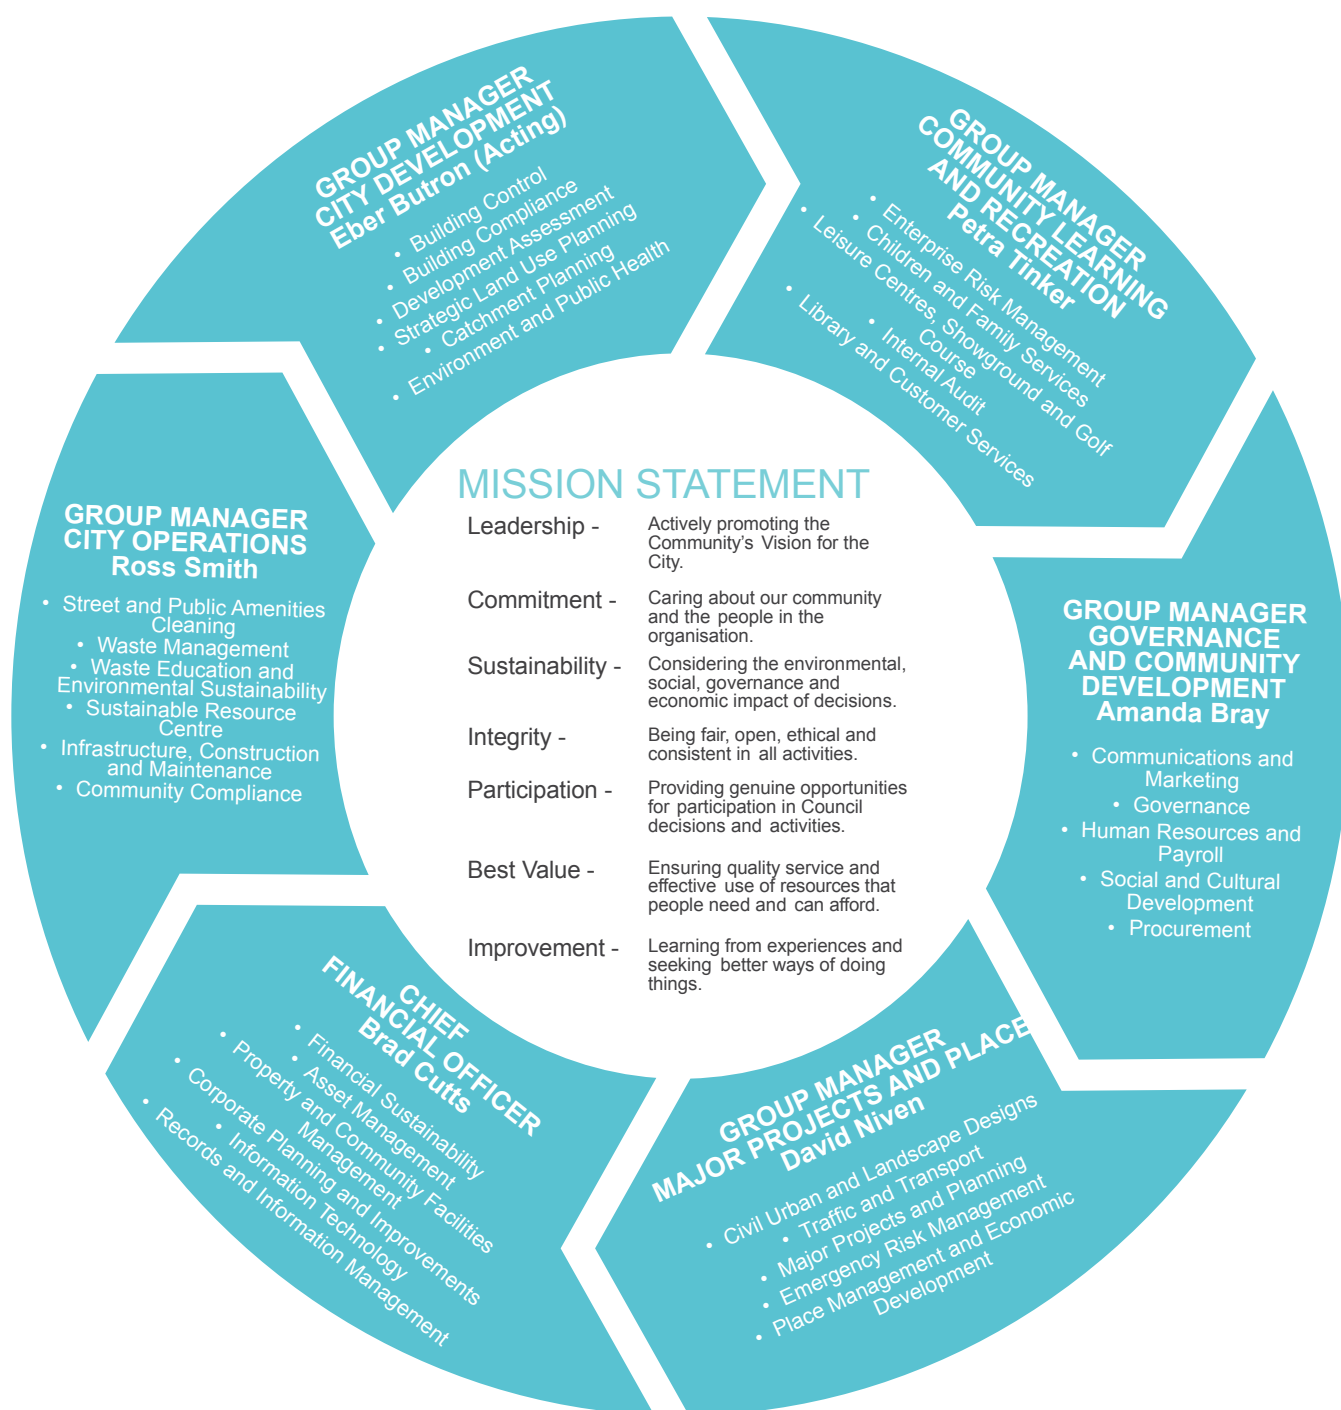 GROUP MANAGER
CITY DEVELOPMENT
Eber Butron (Acting)
• Building Control
• Building Compliance
• Development Assessment
• Strategic Land Use Planning
• Catchment Planning
• Environment and Public Health
GROUP MANAGER
COMMUNITY LEARNING
AND RECREATION
Petra Tinker
• Enterprise Risk Management
• Children and Family Services
• Leisure Centres, Showground and Golf
Course
• Internal Audit
• Library and Customer Services
GROUP MANAGER
GOVERNANCE
AND COMMUNITY
DEVELOPMENT
Amanda Bray
• Communications and
Marketing
• Governance
• Human Resources and
Payroll
• Social and Cultural
Development
• Procurement
GROUP MANAGER
MAJOR PROJECTS AND PLACE
David Niven
• Civil Urban and Landscape Designs
• Traffic and Transport
• Major Projects and Planning
• Emergency Risk Management
• Place Management and Economic
Development
CHIEF
FINANCIAL OFFICER
Brad Cutts
• Financial Sustainability
• Asset Management
• Property and Community Facilities
Management
• Corporate Planning and Improvements
• Information Technology
• Records and Information Management
GROUP MANAGER
CITY OPERATIONS
Ross Smith
• Street and Public Amenities
Cleaning
• Waste Management
• Waste Education and
Environmental Sustainability
• Sustainable Resource
Centre
• Infrastructure, Construction
and Maintenance
• Community Compliance
MISSION STATEMENT
Leadership - Actively promoting the
Community’s Vision for the
City.
Commitment - Caring about our community
and the people in the
organisation.
Sustainability - Considering the environmental,
social, governance and
economic impact of decisions.
Integrity - Being fair, open, ethical and
consistent in all activities.
Participation - Providing genuine opportunities
for participation in Council
decisions and activities.
Best Value - Ensuring quality service and
effective use of resources that
people need and can afford.
Improvement - Learning from experiences and
seeking better ways of doing
things.